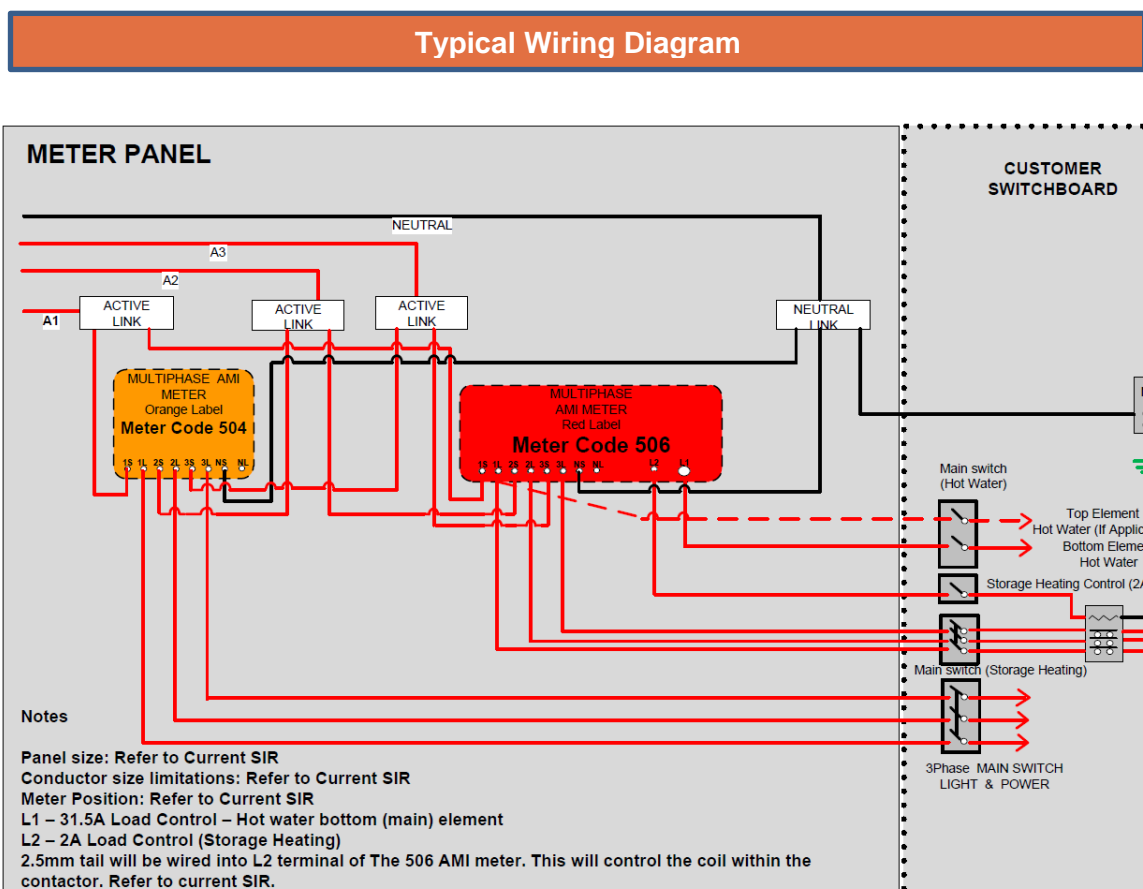 Typical Wiring Diagram
METER PANEL
CUSTOMER
SWITCHBOARD
NEUTRAL
A3
A2
A1
ACTIVE
LINK
ACTIVE
LINK
ACTIVE
LINK
NEUTRAL
LINK
MULTIPHASE AMI
METER
Orange Label
Meter Code 504
1S 1L 2S 2L 3S 3L NS NL
MULTIPHASE
AMI METER
Red Label
Meter Code 506
1S 1L 2S 2L 3S 3L NS NL L2 L1
Main switch
(Hot Water)
Top Element
Hot Water (If
Bottom
Hot Water
Storage Heating Control
Main switch (Storage Heating)
3Phase MAIN SWITCH
LIGHT & POWER
Notes
Panel size: Refer to Current SIR
Conductor size limitations: Refer to Current SIR
Meter Position: Refer to Current SIR
L1 – 31.5A Load Control – Hot water bottom (main) element
L2 – 2A Load Control (Storage Heating)
2.5mm tail will be wired into L2 terminal of The 506 AMI meter. This will control the coil within the
contactor. Refer to current SIR.